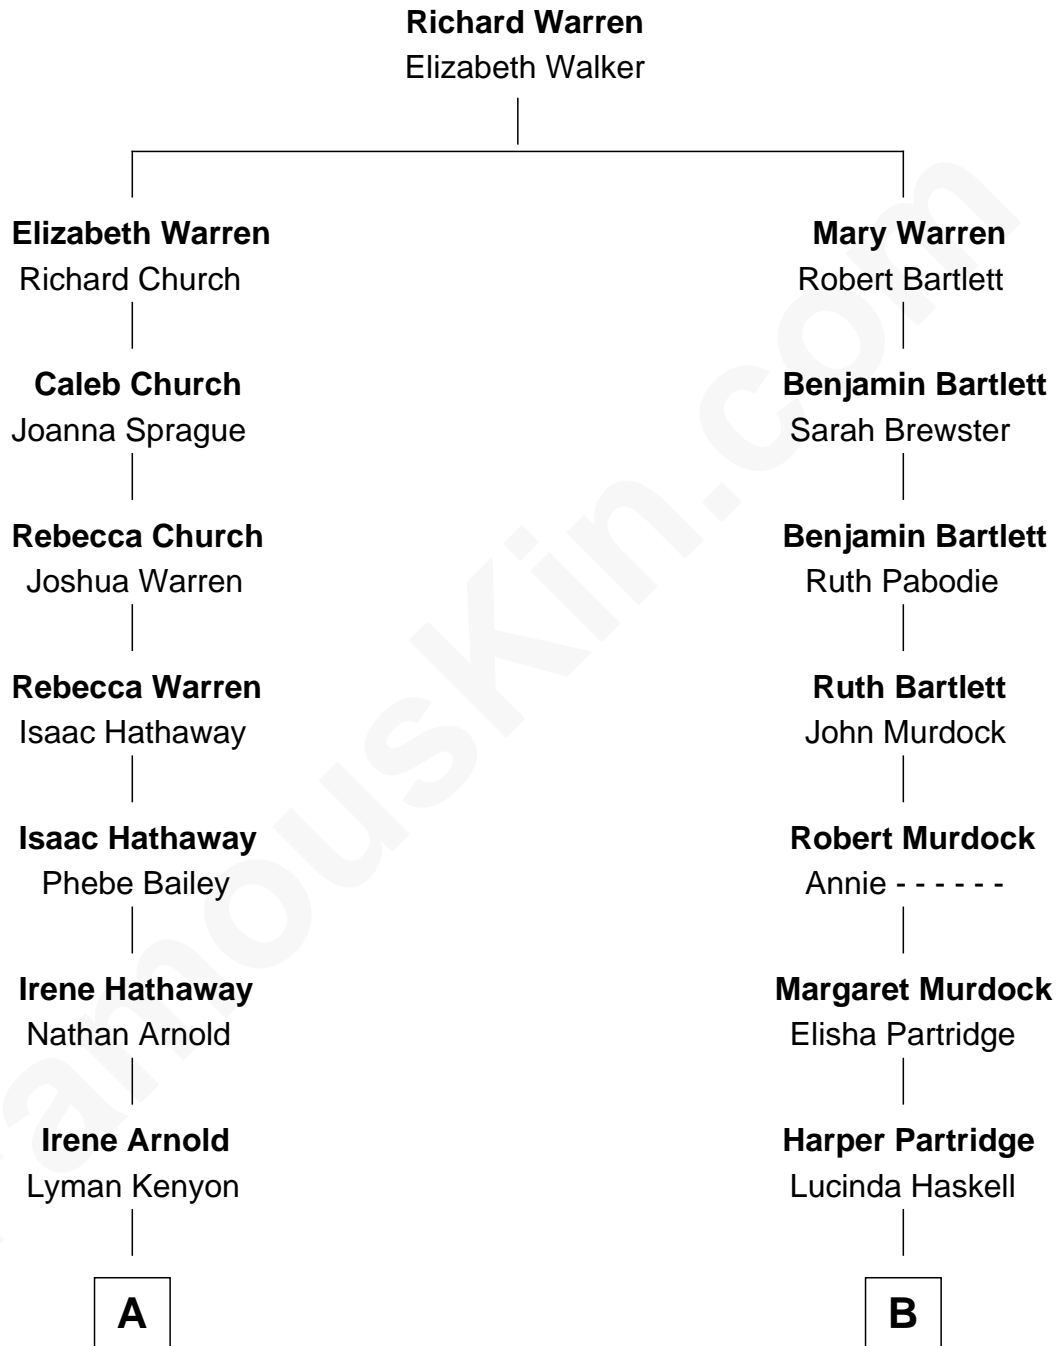 Richard Warren
Elizabeth Walker
Elizabeth Warren
Richard Church
Mary Warren
Robert Bartlett
Caleb Church
Joanna Sprague
Benjamin Bartlett
Sarah Brewster
Rebecca Church
Joshua Warren
Benjamin Bartlett
Ruth Pabodie
Rebecca Warren
Isaac Hathaway
Ruth Bartlett
John Murdock
Isaac Hathaway
Phebe Bailey
Robert Murdock
Annie - - - - - -
Irene Hathaway
Nathan Arnold
Margaret Murdock
Elisha Partridge
Irene Arnold
Lyman Kenyon
Harper Partridge
Lucinda Haskell
A
B
FamousKin.com